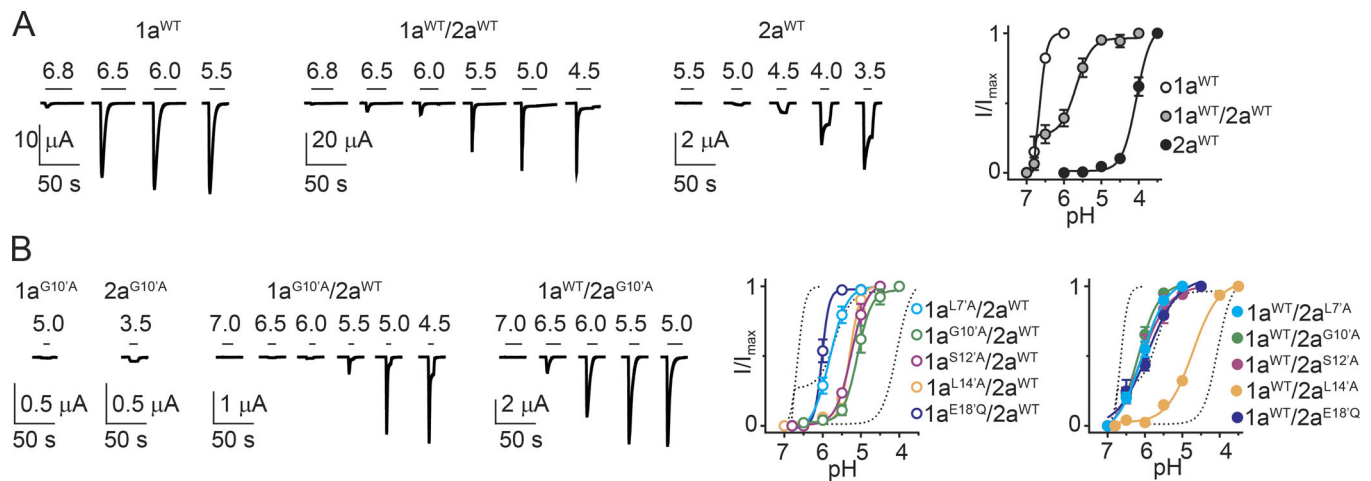 A
1aWT
6.8 6.5 6.0 5.5
10 μA
50 s
1aWT/2aWT
6.8 6.5 6.0 5.5 5.0 4.5
20 μA
50 s
2aWT
5.5 5.0 4.5 4.0 3.5
2 μA
50 s
I/Imax
1
0
7 6 5 4
pH
1aWT
1aWT/2aWT
2aWT
B
1aG10'A
5.0
0.5 μA
50 s
2aG10'A
3.5
0.5 μA
50 s
1aG10'A/2aWT
7.0 6.5 6.0 5.5 5.0 4.5
1 μA
50 s
1aWT/2aG10'A
7.0 6.5 6.0 5.5 5.0
2 μA
50 s
I/Imax
1
0
7 6 5 4
pH
1aL7'A/2aWT
1aG10'A/2aWT
1aS12'A/2aWT
1aL14'A/2aWT
1aE18'Q/2aWT
I/Imax
1
0
7 6 5 4
pH
1aWT/2aL7'A
1aWT/2aG10'A
1aWT/2aS12'A
1aWT/2aL14'A
1aWT/2aE18'Q